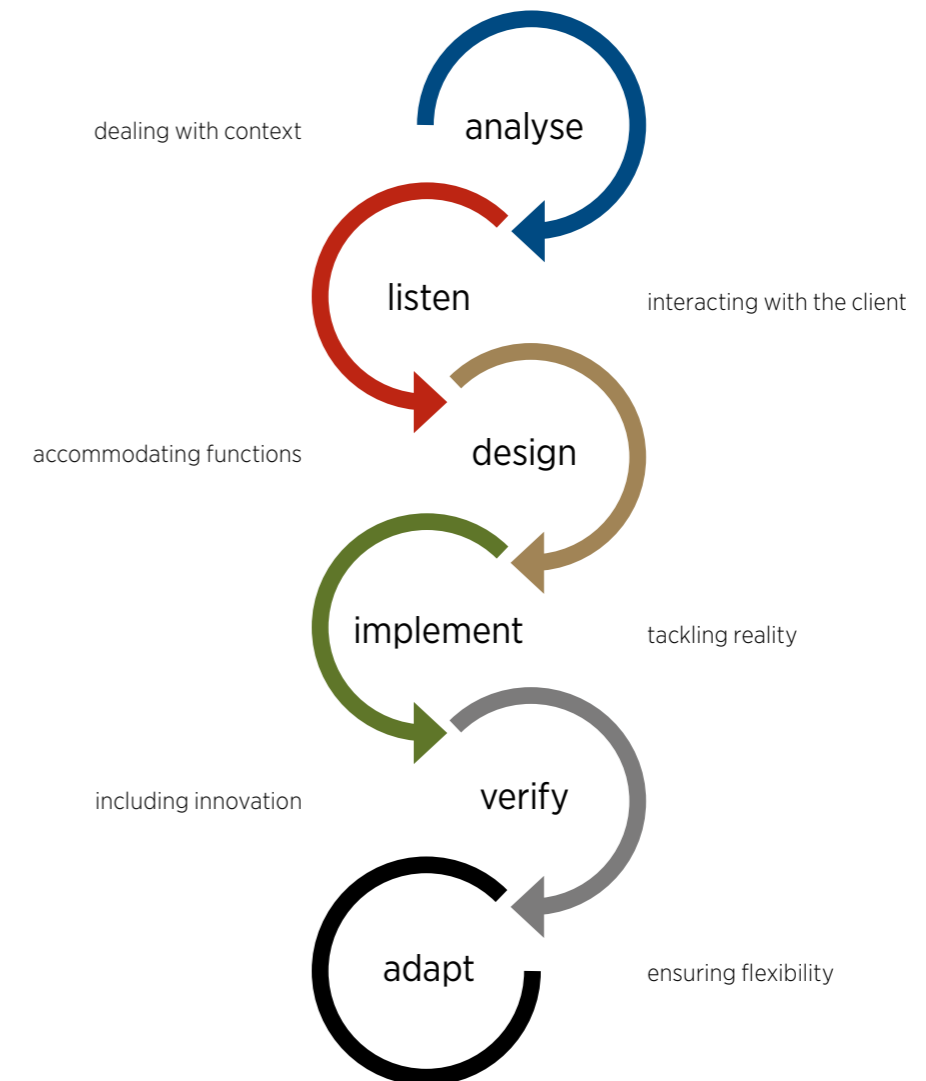 dealing with context
analyse
listen
interacting with the client
accommodating functions
design
implement
tackling reality
including innovation
verify
adapt
ensuring flexibility